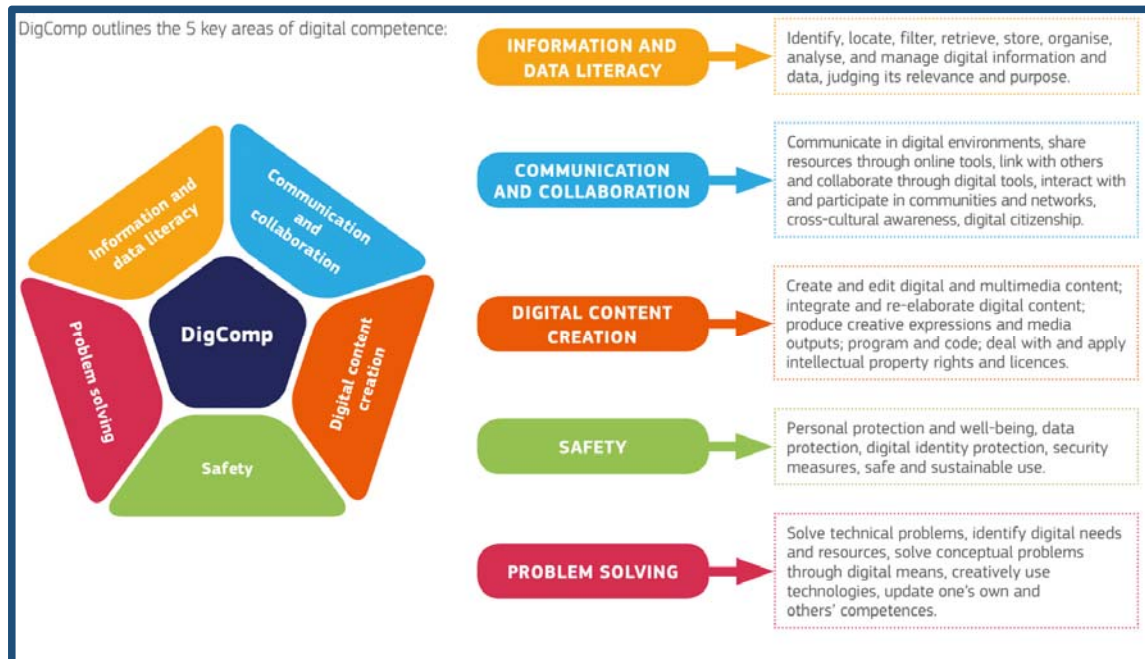 DigComp outlines the 5 key areas of digital competence:
Information and
data literacy
Communication
and
collaboration
Problem solving
DigComp
Digital content
creation
Safety
INFORMATION AND
DATA LITERACY
Identify, locate, filter, retrieve, store, organise,
analyse, and manage digital information and
data, judging its relevance and purpose.
COMMUNICATION
AND COLLABORATION
Communicate in digital environments, share
resources through online tools, link with others
and collaborate through digital tools, interact with
and participate in communities and networks,
cross-cultural awareness, digital citizenship.
DIGITAL CONTENT
CREATION
Create and edit digital and multimedia content;
integrate and re-elaborate digital content;
produce creative expressions and media
outputs; program and code; deal with and apply
intellectual property rights and licences.
SAFETY
Personal protection and well-being, data
protection, digital identity protection, security
measures, safe and sustainable use.
PROBLEM SOLVING
Solve technical problems, identify digital needs
and resources, solve conceptual problems
through digital means, creatively use
technologies, update one's own and
others' competences.